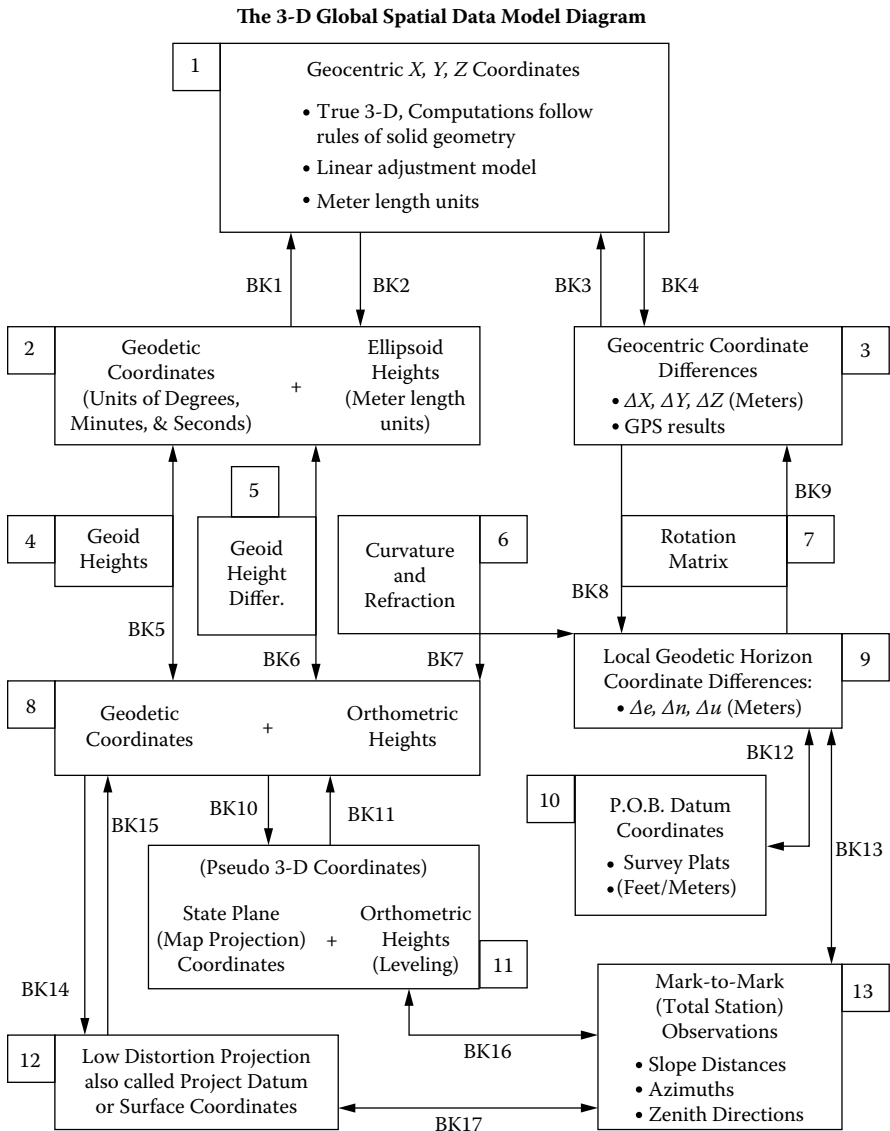 The 3-D Global Spatial Data Model Diagram
1
Geocentric X, Y, Z Coordinates
• True 3-D, Computations follow
rules of solid geometry
• Linear adjustment model
• Meter length units
BK1
BK2
BK3
BK4
2
Geodetic
Coordinates
(Units of Degrees,
Minutes, & Seconds)
+
Ellipsoid
Heights
(Meter length
units)
Geocentric Coordinate
Differences
• ΔX, ΔY, ΔZ (Meters)
• GPS results
3
4
Geoid
Heights
5
Geoid
Height
Differ.
Curvature
and
Refraction
6
Rotation
Matrix
7
BK9
BK8
BK5
BK6
BK7
8
Geodetic
Coordinates
+
Orthometric
Heights
Local Geodetic Horizon
Coordinate Differences:
• Δe, Δn, Δu (Meters)
9
BK12
BK10
BK11
BK15
10
P.O.B. Datum
Coordinates
• Survey Plats
• (Feet/Meters)
BK13
(Pseudo 3-D Coordinates)
State Plane
(Map Projection)
Coordinates
+
Orthometric
Heights
(Leveling)
11
BK14
Mark-to-Mark
(Total Station)
Observations
• Slope Distances
• Azimuths
• Zenith Directions
13
BK16
12
Low Distortion Projection
also called Project Datum
or Surface Coordinates
BK17